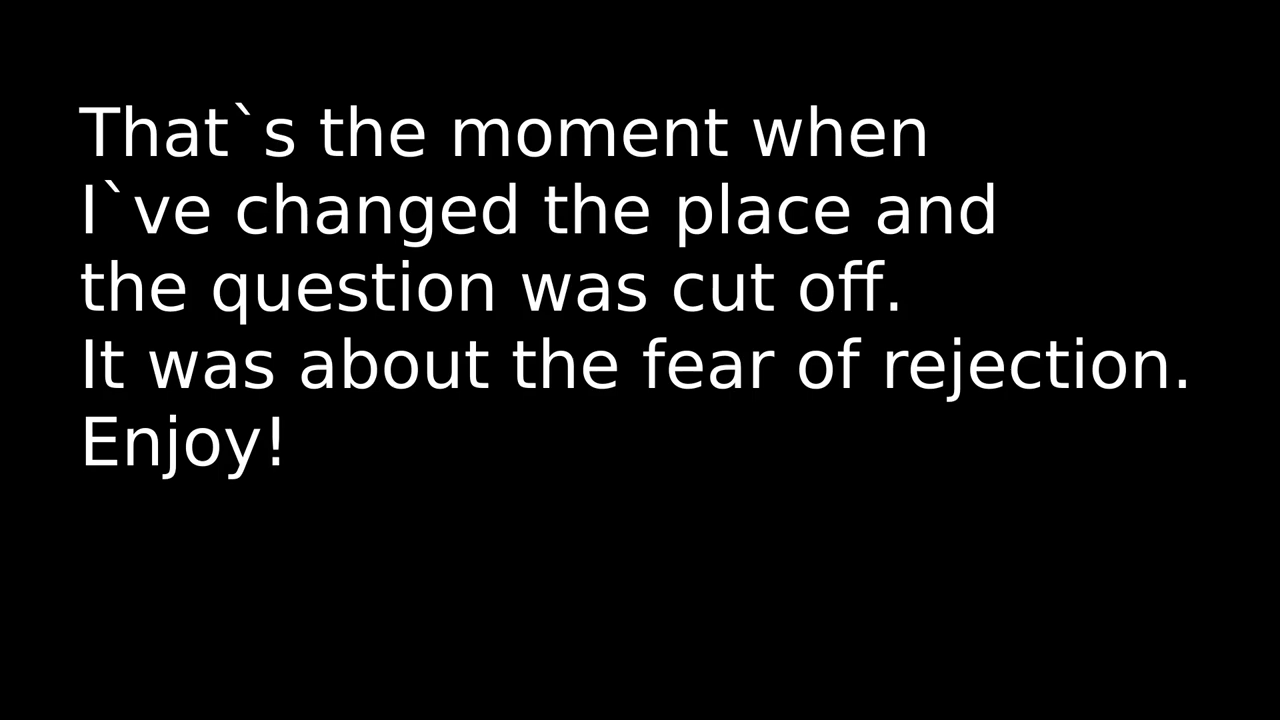 That`s the moment when
I`ve changed the place and
the question was cut off.
It was about the fear of rejection.
Enjoy!